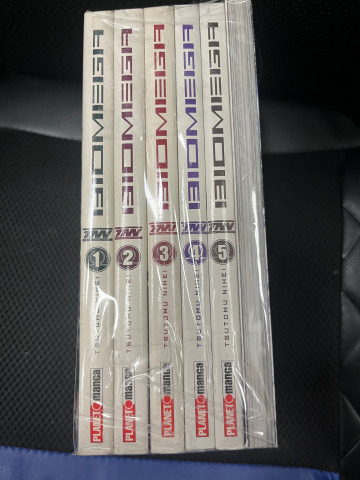 BIOMEGA
1
TSUTOMU NIHEI
PLANET manga
BIOMEGA
2
TSUTOMU NIHEI
PLANET manga
BIOMEGA
3
TSUTOMU NIHEI
PLANET manga
BIOMEGA
4
TSUTOMU NIHEI
PLANET manga
BIOMEGA
5
TSUTOMU NIHEI
PLANET manga